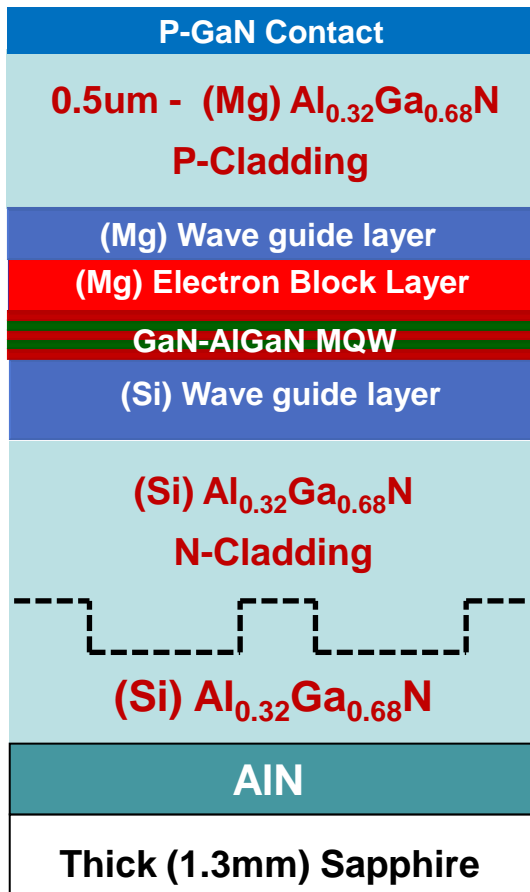 P-GaN Contact
0.5um - (Mg) Al0.32Ga0.68N
P-Cladding
(Mg) Wave guide layer
(Mg) Electron Block Layer
GaN-AlGaN MQW
(Si) Wave guide layer
(Si) Al0.32Ga0.68N
N-Cladding
(Si) Al0.32Ga0.68N
AlN
Thick (1.3mm) Sapphire